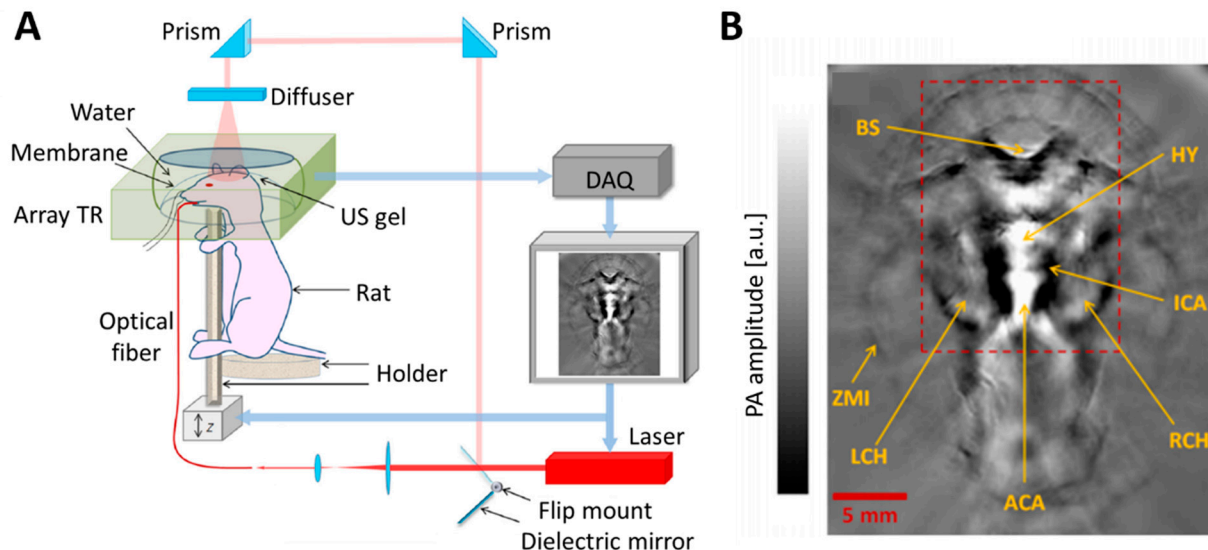 A
Prism
Prism
Diffuser
Water
Membrane
Array TR
US gel
DAQ
Rat
Optical
fiber
Holder
z
Laser
Flip mount
Dielectric mirror
B
PA amplitude [a.u.]
BS
HY
ICA
ZMI
LCH
RCH
ACA
5 mm